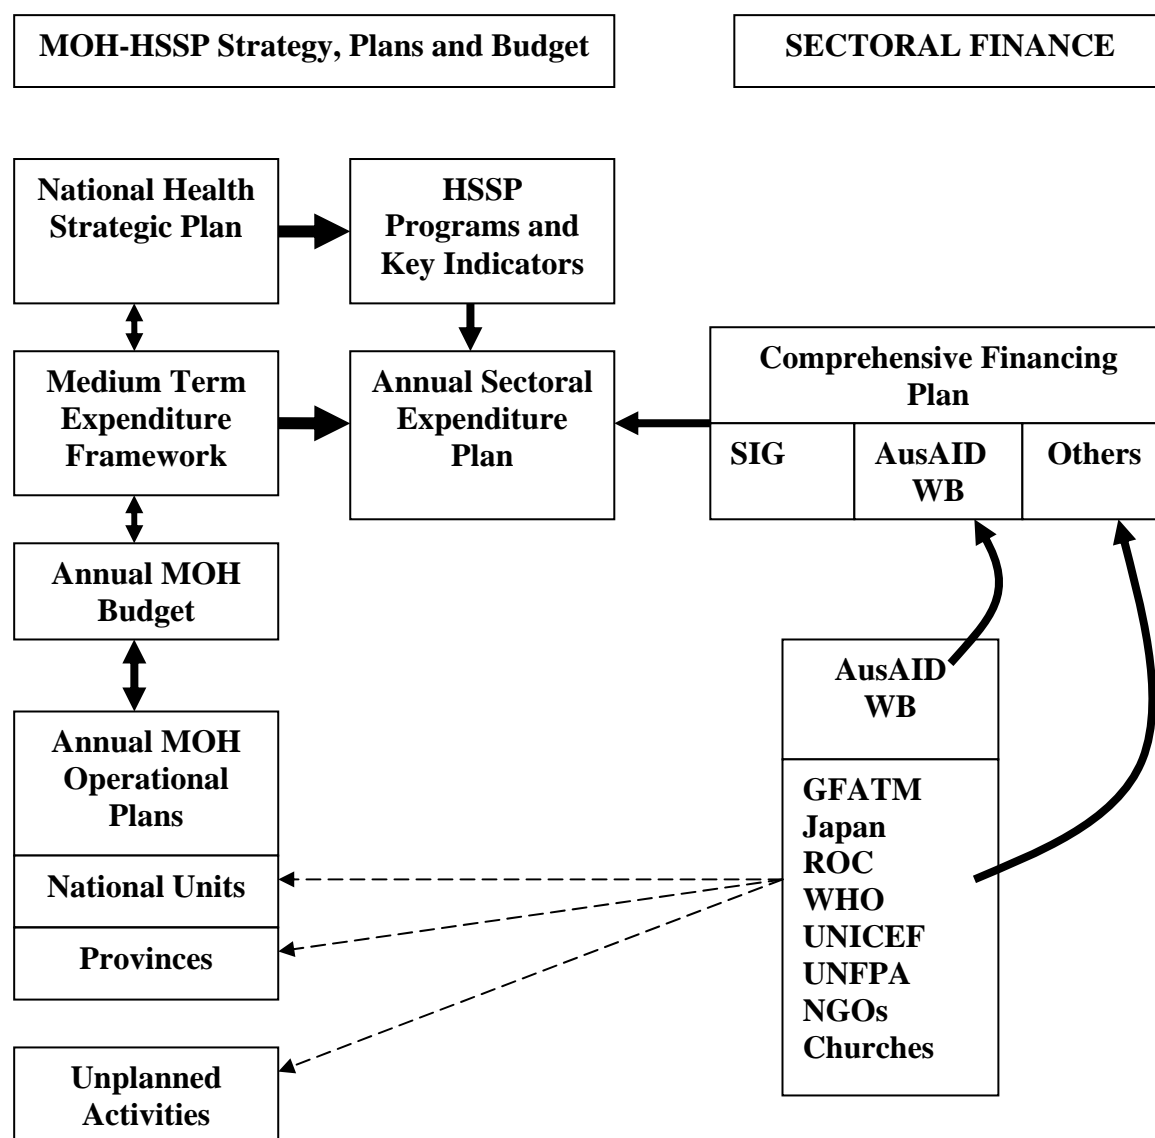 MOH-HSSP Strategy, Plans and Budget
SECTORAL FINANCE
National Health
Strategic Plan
HSSP
Programs and
Key Indicators
Medium Term
Expenditure
Framework
Annual Sectoral
Expenditure
Plan
Comprehensive Financing
Plan
SIG
AusAID
WB
Others
Annual MOH
Budget
AusAID
WB
Annual MOH
Operational
Plans
National Units
Provinces
GFATM
Japan
ROC
WHO
UNICEF
UNFPA
NGOs
Churches
Unplanned
Activities